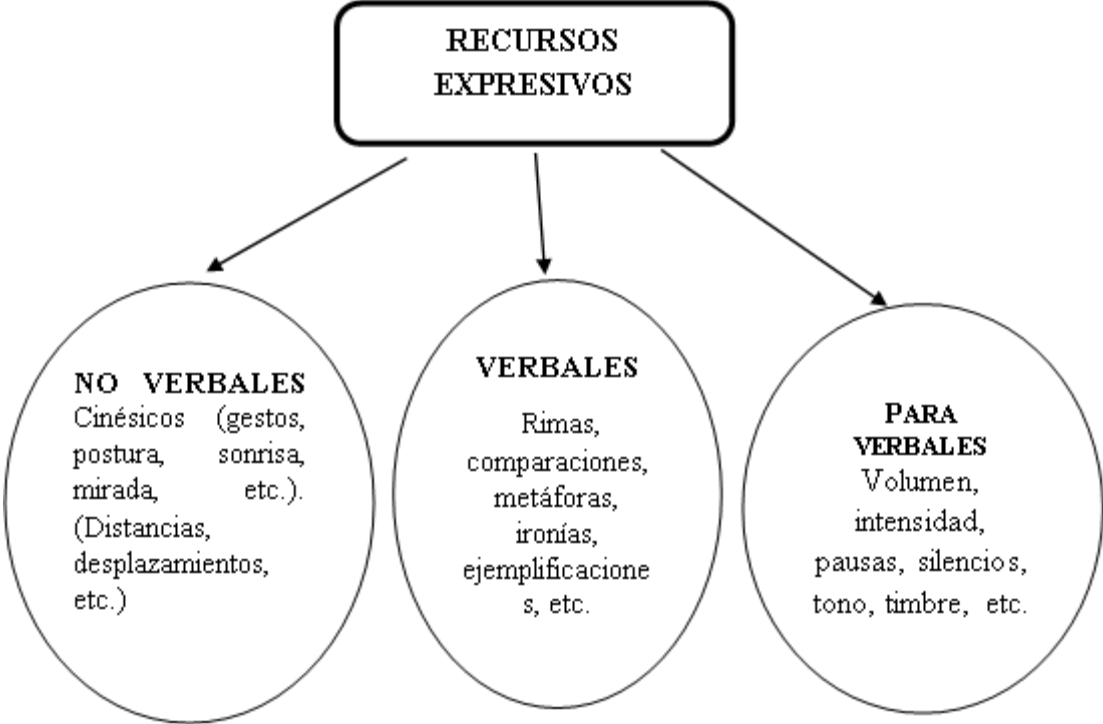 RECURSOS
EXPRESIVOS
NO VERBALES
Cinésicos (gestos,
postura, sonrisa,
mirada, etc.).
(Distancias,
desplazamientos,
etc.)
VERBALES
Rimas,
comparaciones,
metáforas,
ironías,
ejemplificacione
s, etc.
PARA
VERBALES
Volumen,
intensidad,
pausas, silencios,
tono, timbre, etc.